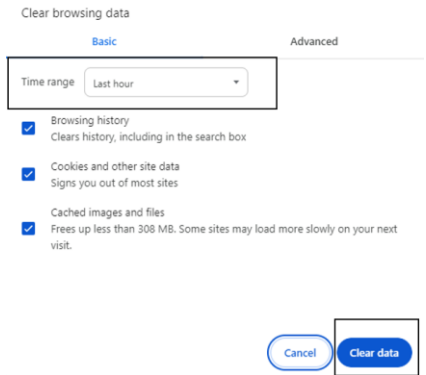 Clear browsing data
Basic Advanced
Time range Last hour
Browsing history
Clears history, including in the search box
Cookies and other site data
Signs you out of most sites
Cached images and files
Frees up less than 308 MB. Some sites may load more slowly on your next
visit.
Cancel Clear data